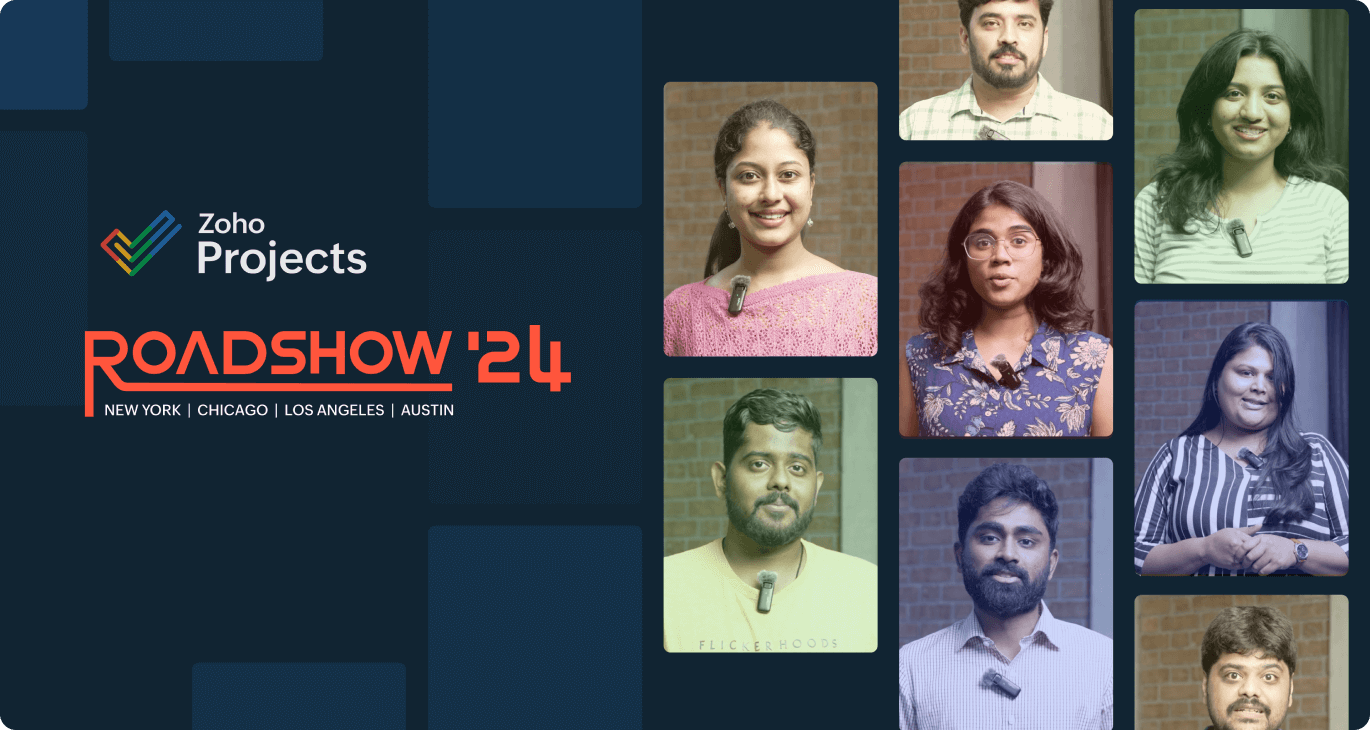 Zoho
Projects
ROADSHOW '24
NEW YORK | CHICAGO | LOS ANGELES | AUSTIN
FLICKERHOODS